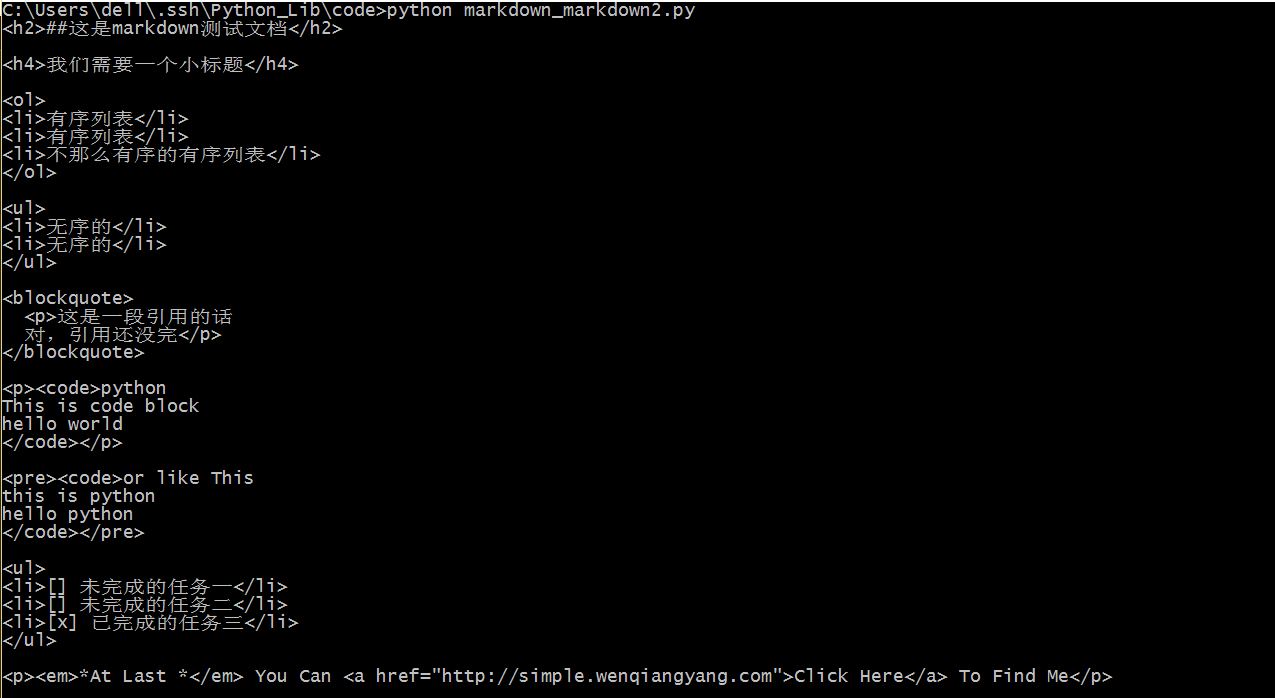 C:\Users\dell\.ssh\Python_Lib\code>python markdown_markdown2.py
<h2>##这是markdown测试文档</h2>
<h4>我们需要一个小标题</h4>
<ol>
<li>有序列表</li>
<li>有序列表</li>
<li>不那么有序的有序列表</li>
</ol>
<ul>
<li>无序的</li>
<li>无序的</li>
</ul>
<blockquote>
<p>这是一段引用的话
对，引用还没完</p>
</blockquote>
<p><code>python
This is code block
hello world
</code></p>
<pre><code>or like This
this is python
hello python
</code></pre>
<ul>
<li>[] 未完成的任务一</li>
<li>[] 未完成的任务二</li>
<li>[x] 已完成的任务三</li>
</ul>
<p><em>*At Last *</em> You Can <a href="http://simple.wenqiangyang.com">Click Here</a> To Find Me</p>